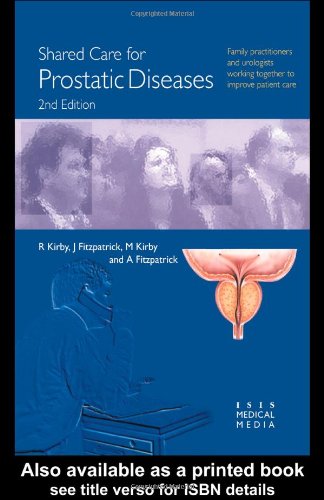 Shared Care for
Prostatic Diseases
2nd Edition
Family practitioners
and urologists
working together to
improve patient care
R Kirby, J Fitzpatrick, M Kirby
and A Fitzpatrick
ISIS
MEDICAL
MEDIA
Also available as a printed book
see title verso for ISBN details